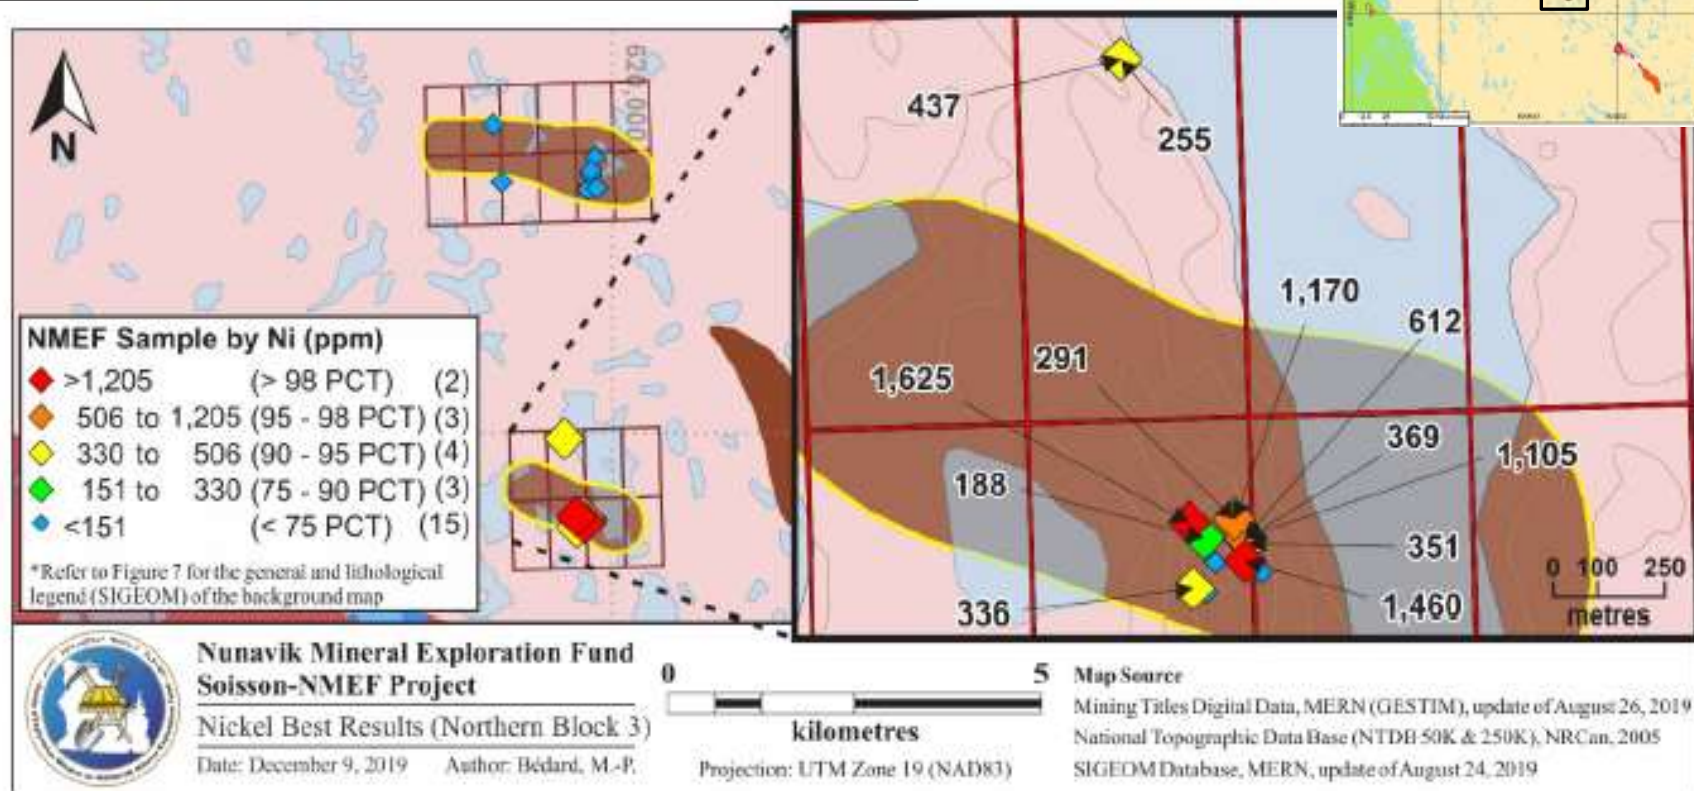 620,000
N
NMEF Sample by Ni (ppm)
>1,205 (> 98 PCT) (2)
506 to 1,205 (95 - 98 PCT) (3)
330 to 506 (90 - 95 PCT) (4)
151 to 330 (75 - 90 PCT) (3)
<151 (< 75 PCT) (15)
*Refer to Figure 7 for the general and lithological
legend (SIGEOM) of the background map
437
255
1,170
612
291
1,625
369
1,105
188
351
336
1,460
0 100 250
metres
Nunavik Mineral Exploration Fund
Soisson-NMEF Project
Nickel Best Results (Northern Block 3)
Date: December 9, 2019 Author: Bédard, M.-P.
0 5
kilometres
Projection: UTM Zone 19 (NAD83)
Map Source
Mining Titles Digital Data, MERN (GESTIM), update of August 26, 2019
National Topographic Data Base (NTDB 50K & 250K), NRCan, 2005
SIGEOM Database, MERN, update of August 24, 2019